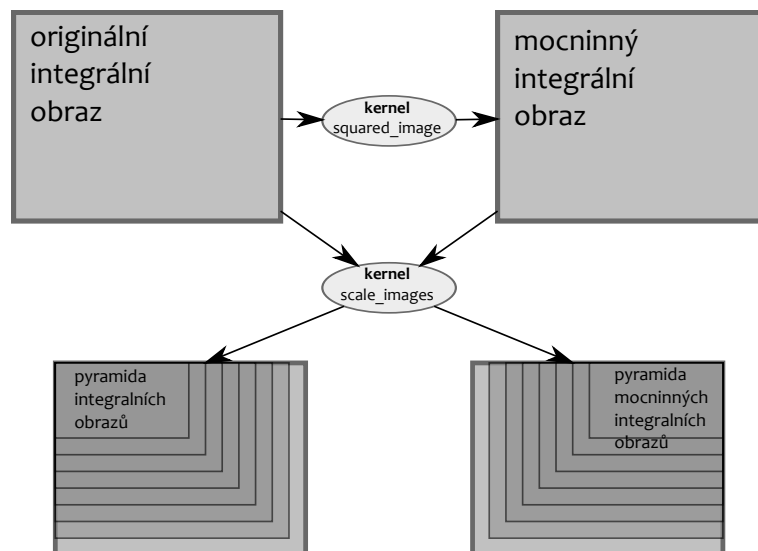 originální
integrální
obraz
mocninný
integrální
obraz
kernel
squared_image
kernel
scale_images
pyramida
integralních
obrazů
pyramida
mocninných
integralních
obrazů